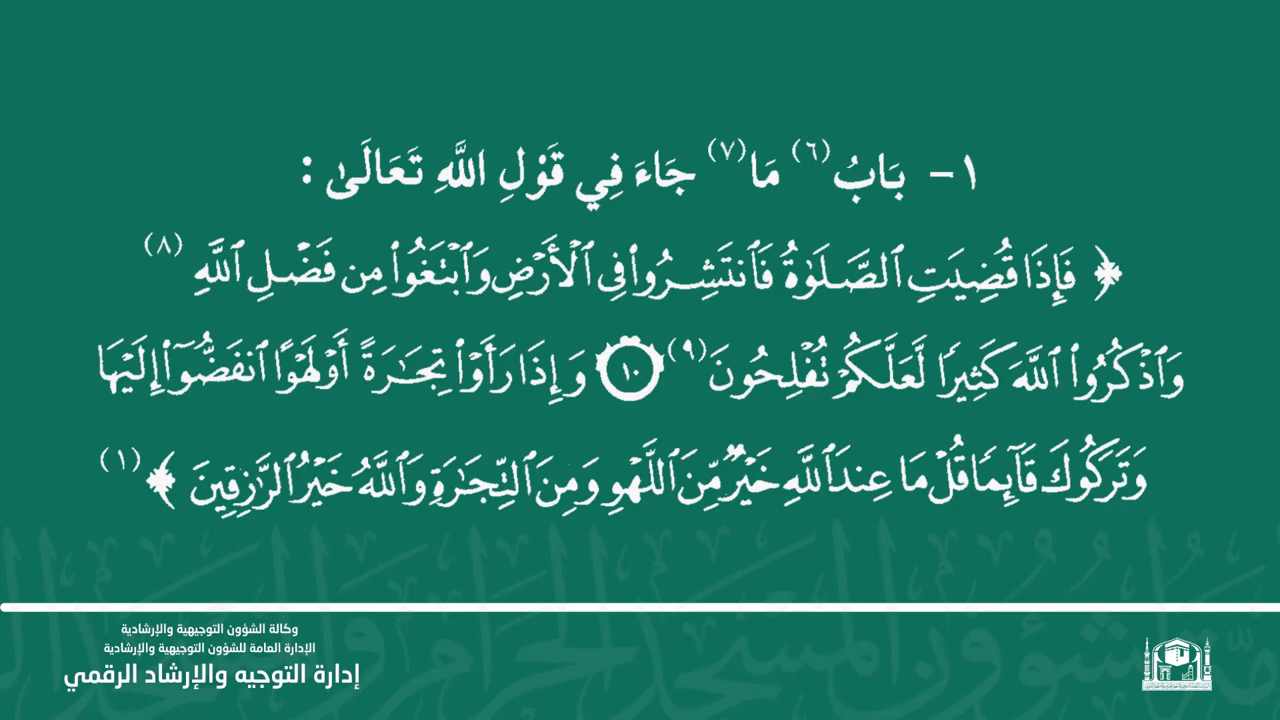 ١- بَابُ (٦) مَا (٧) جَاءَ فِي قَوْلِ اللَّهِ تَعَالَىٰ :
﴿ فَإِذَا قُضِيَتِ ٱلصَّلَوٰةُ فَٱنتَشِرُوا۟ فِى ٱلْأَرْضِ وَٱبْتَغُوا۟ مِن فَضْلِ ٱللَّهِ (٨)
وَٱذْكُرُوا۟ ٱللَّهَ كَثِيرًا لَّعَلَّكُمْ تُفْلِحُونَ (٩) ١٠ وَإِذَا رَأَوْا۟ تِجَـٰرَةً أَوْ لَهْوًا ٱنفَضُّوٓا۟ إِلَيْهَا
وَتَرَكُوكَ قَآئِمًا قُلْ مَا عِندَ ٱللَّهِ خَيْرٌ مِّنَ ٱللَّهْوِ وَمِنَ ٱلتِّجَـٰرَةِ وَٱللَّهُ خَيْرُ ٱلرَّٰزِقِينَ ﴾ (١)
وكالة الشؤون التوجيهية والإرشادية
الإدارة العامة للشؤون التوجيهية والإرشادية
إدارة التوجيه والإرشاد الرقمي